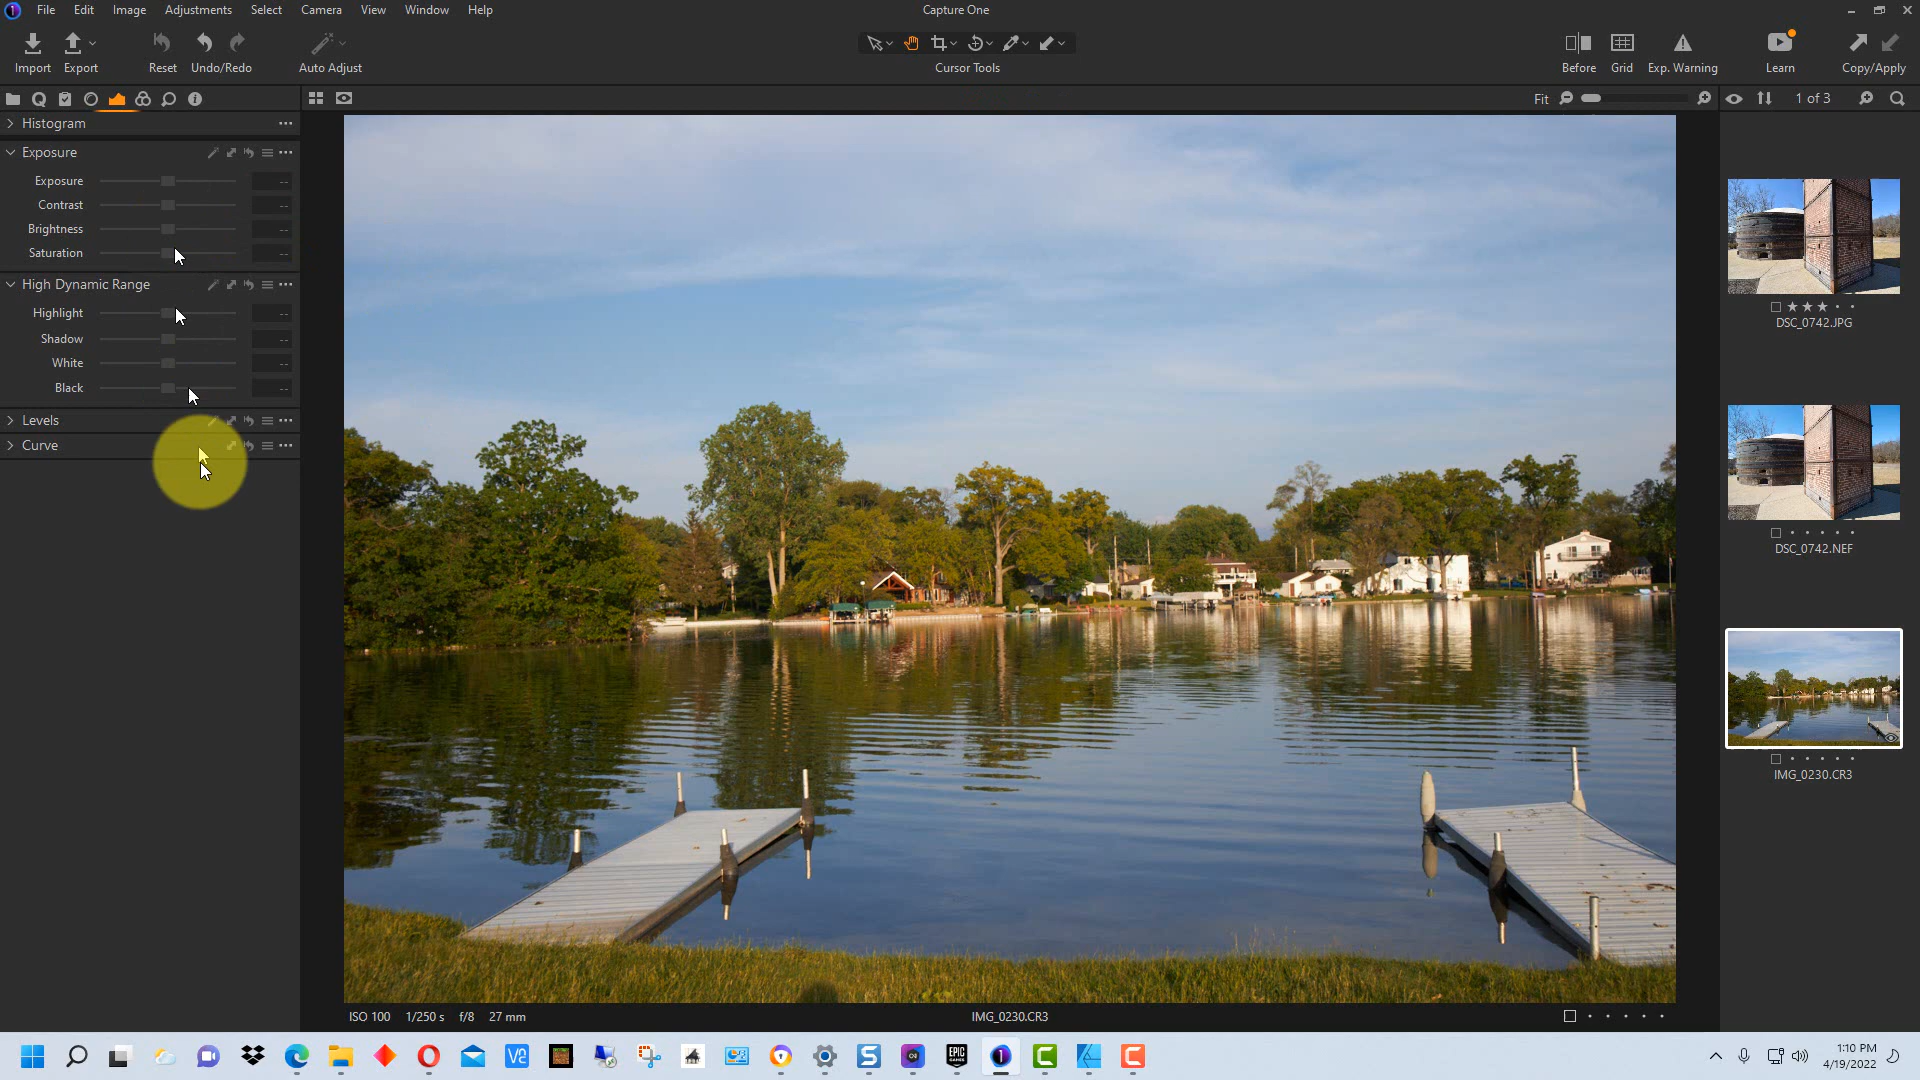 File Edit Image Adjustments Select Camera View Window Help
Capture One
Import Export Reset Undo/Redo Auto Adjust
Cursor Tools
Before Grid Exp. Warning Learn Copy/Apply
Fit
1 of 3
Histogram
Exposure
Exposure --
Contrast --
Brightness --
Saturation --
High Dynamic Range
Highlight --
Shadow --
White --
Black --
Levels
Curve
DSC_0742.JPG
DSC_0742.NEF
IMG_0230.CR3
ISO 100 1/250 s f/8 27 mm
IMG_0230.CR3
EPIC
GAMES
1:10 PM
4/19/2022